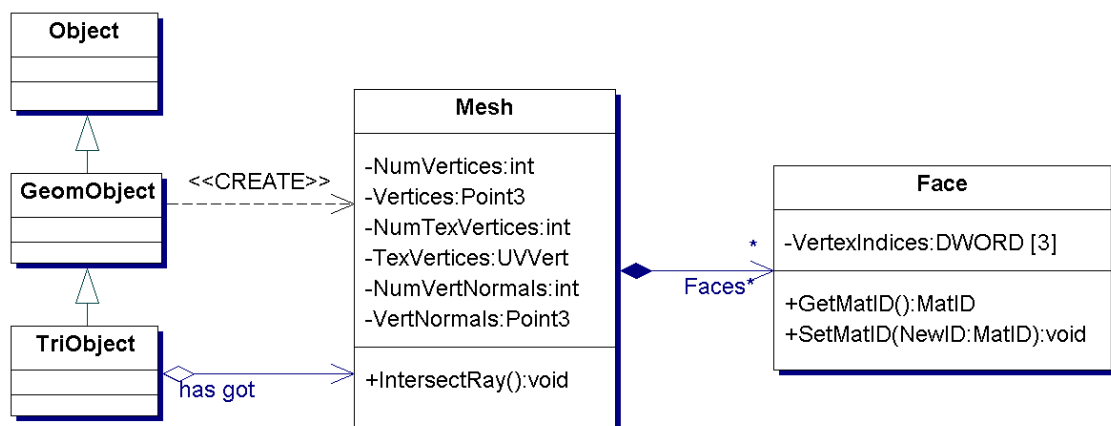 Object
GeomObject
<<CREATE>>
TriObject
has got
Mesh
-NumVertices:int
-Vertices:Point3
-NumTexVertices:int
-TexVertices:UVVert
-NumVertNormals:int
-VertNormals:Point3
+IntersectRay():void
*
Faces*
Face
-VertexIndices:DWORD [3]
+GetMatID():MatID
+SetMatID(NewID:MatID):void